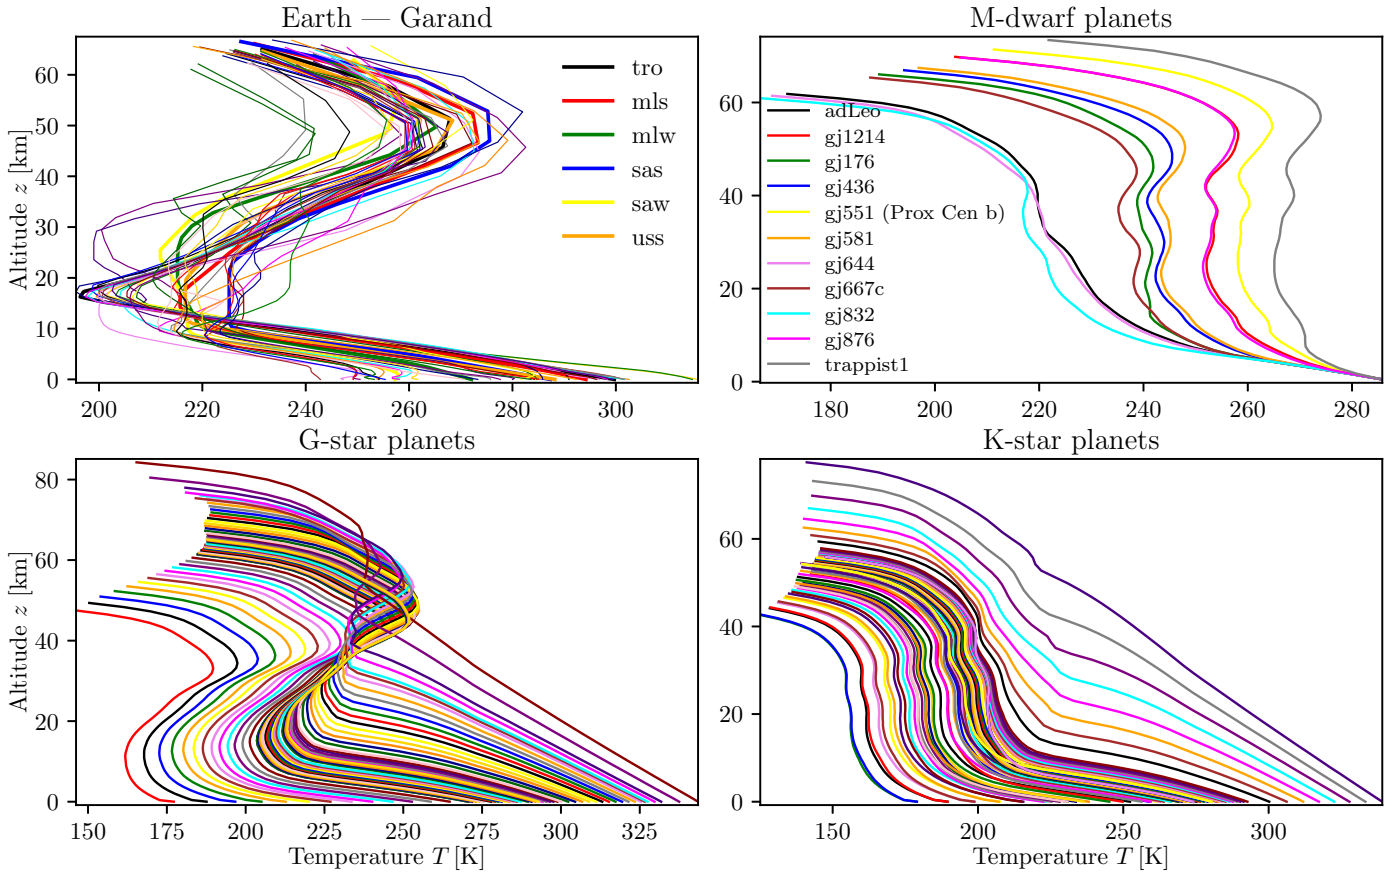 Earth — Garand
M-dwarf planets
Altitude z [km]
60
50
40
30
20
10
0
200
220
240
260
280
300
tro
mls
mlw
sas
saw
uss
60
40
20
0
180
200
220
240
260
280
adLeo
gj1214
gj176
gj436
gj551 (Prox Cen b)
gj581
gj644
gj667c
gj832
gj876
trappist1
G-star planets
K-star planets
Altitude z [km]
80
60
40
20
0
150
175
200
225
250
275
300
325
Temperature T [K]
60
40
20
0
150
200
250
300
Temperature T [K]